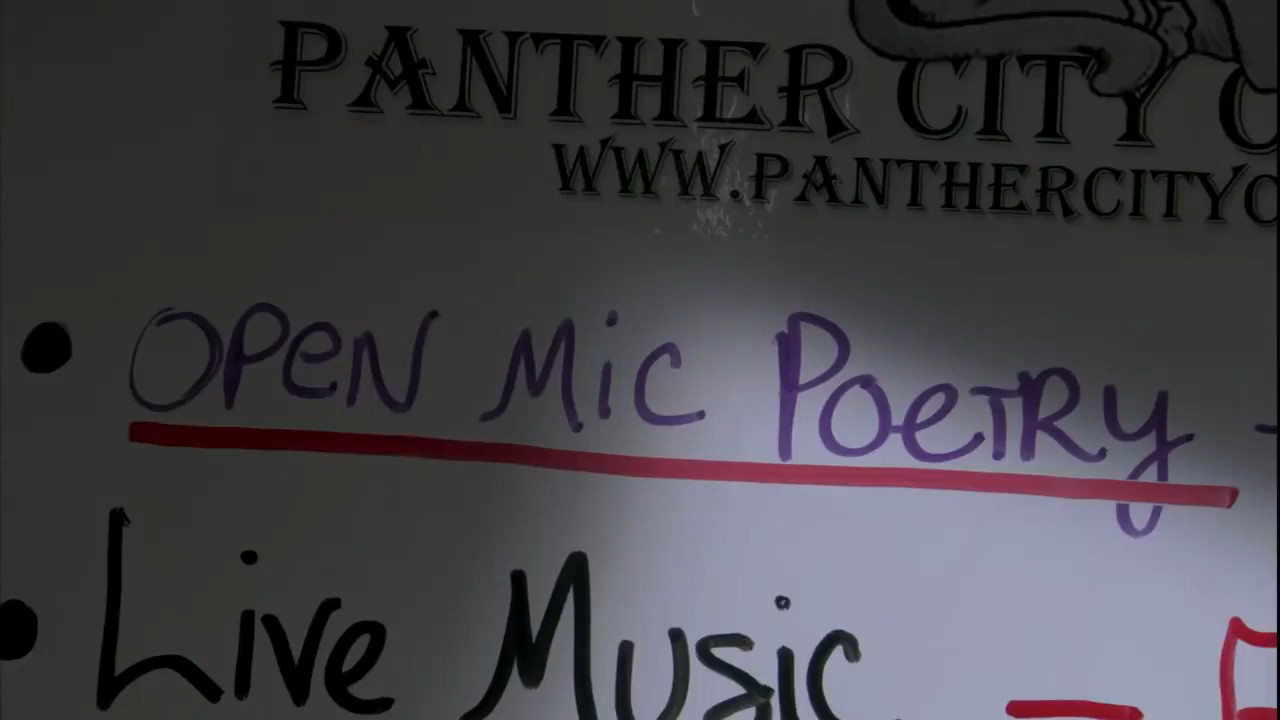 PANTHER CITY
WWW.PANTHERCITY
• OPEN MIC POETRY -
• LIVE MUSIC -